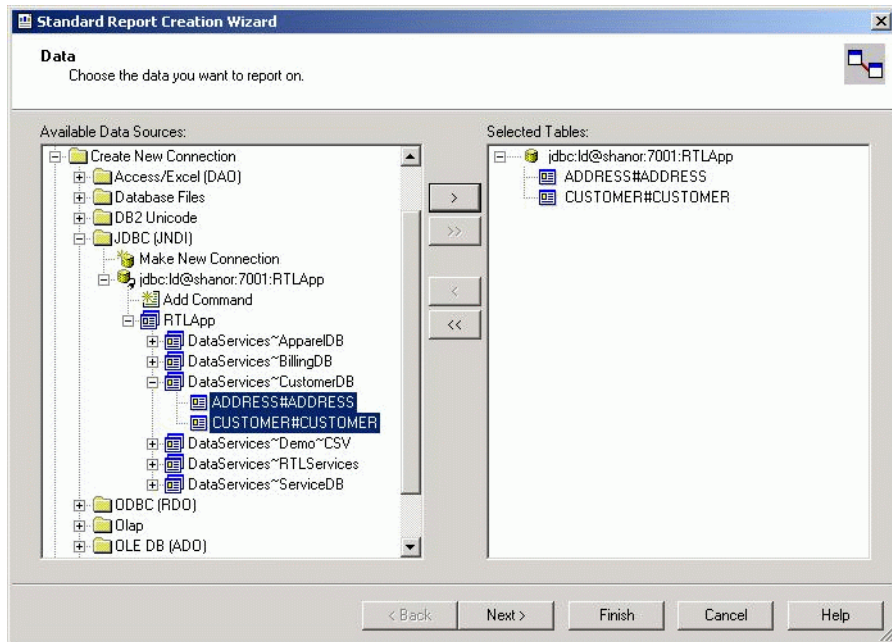 Standard Report Creation Wizard
Data
Choose the data you want to report on.
Available Data Sources:
Create New Connection
Access/Excel (DAO)
Database Files
DB2 Unicode
JDBC (JNDI)
Make New Connection
jdbc:ld@shanor:7001:RTLApp
Add Command
RTLApp
DataServices~ApparelDB
DataServices~BillingDB
DataServices~CustomerDB
ADDRESS#ADDRESS
CUSTOMER#CUSTOMER
DataServices~Demo~CSV
DataServices~RTLServices
DataServices~ServiceDB
ODBC (RDO)
Olap
OLE DB (ADO)
>
>>
<
<<
Selected Tables:
jdbc:ld@shanor:7001:RTLApp
ADDRESS#ADDRESS
CUSTOMER#CUSTOMER
< Back
Next >
Finish
Cancel
Help